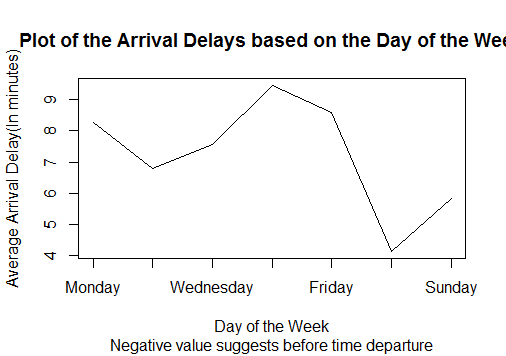 Plot of the Arrival Delays based on the Day of the Wee
Average Arrival Delay(In minutes)
9
8
7
6
5
4
Monday Wednesday Friday Sunday
Day of the Week
Negative value suggests before time departure